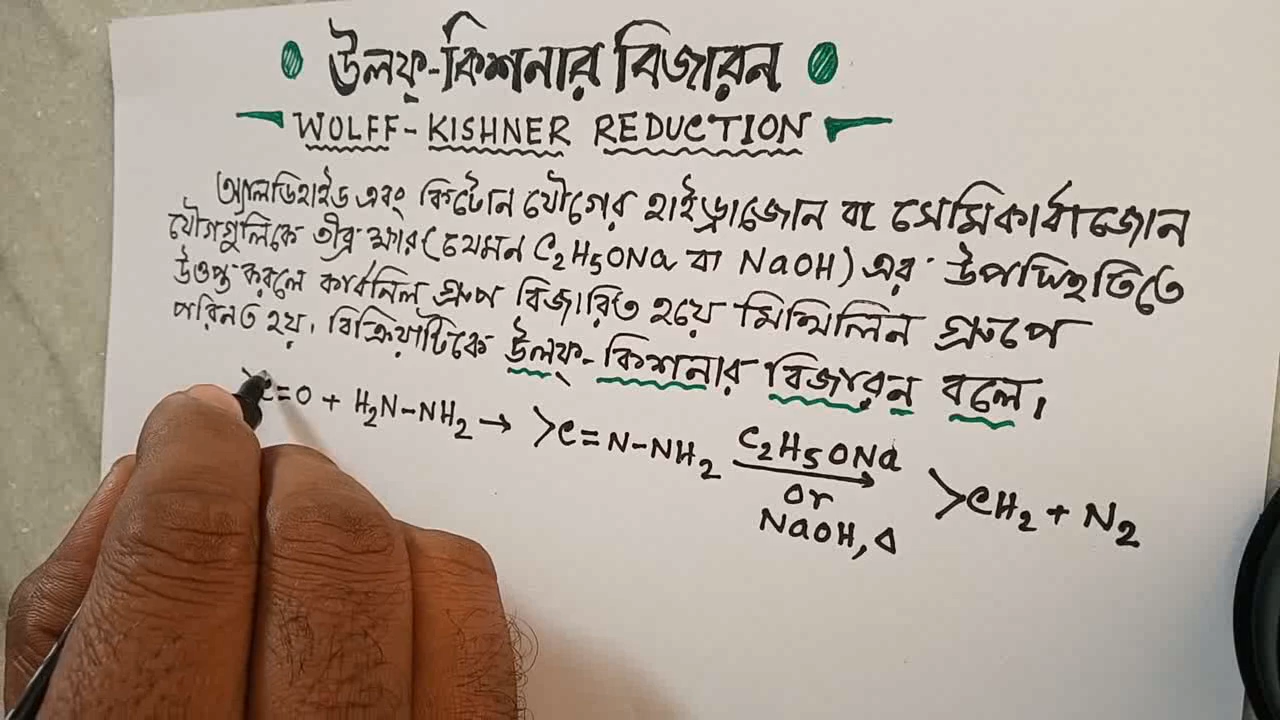 উলফ্-কিশনার বিজারন
WOLFF-KISHNER REDUCTION
অ্যালডিহাইড এবং কিটোন যৌগের হাইড্রাজোন বা সেমিকার্বাজোন
যৌগগুলিকে তীব্র ক্ষার (যেমন C₂H₅ONa বা NaOH) এর উপস্থিতিতে
উত্তপ্ত করলে কার্বনিল গ্রুপ বিজারিত হয়ে মিথিলিন গ্রুপে
পরিনত হয়। বিক্রিয়াটিকে উলফ্-কিশনার বিজারন বলে।
>C=O + H₂N-NH₂ → >C=N-NH₂ C₂H₅ONa or NaOH, Δ → >CH₂ + N₂